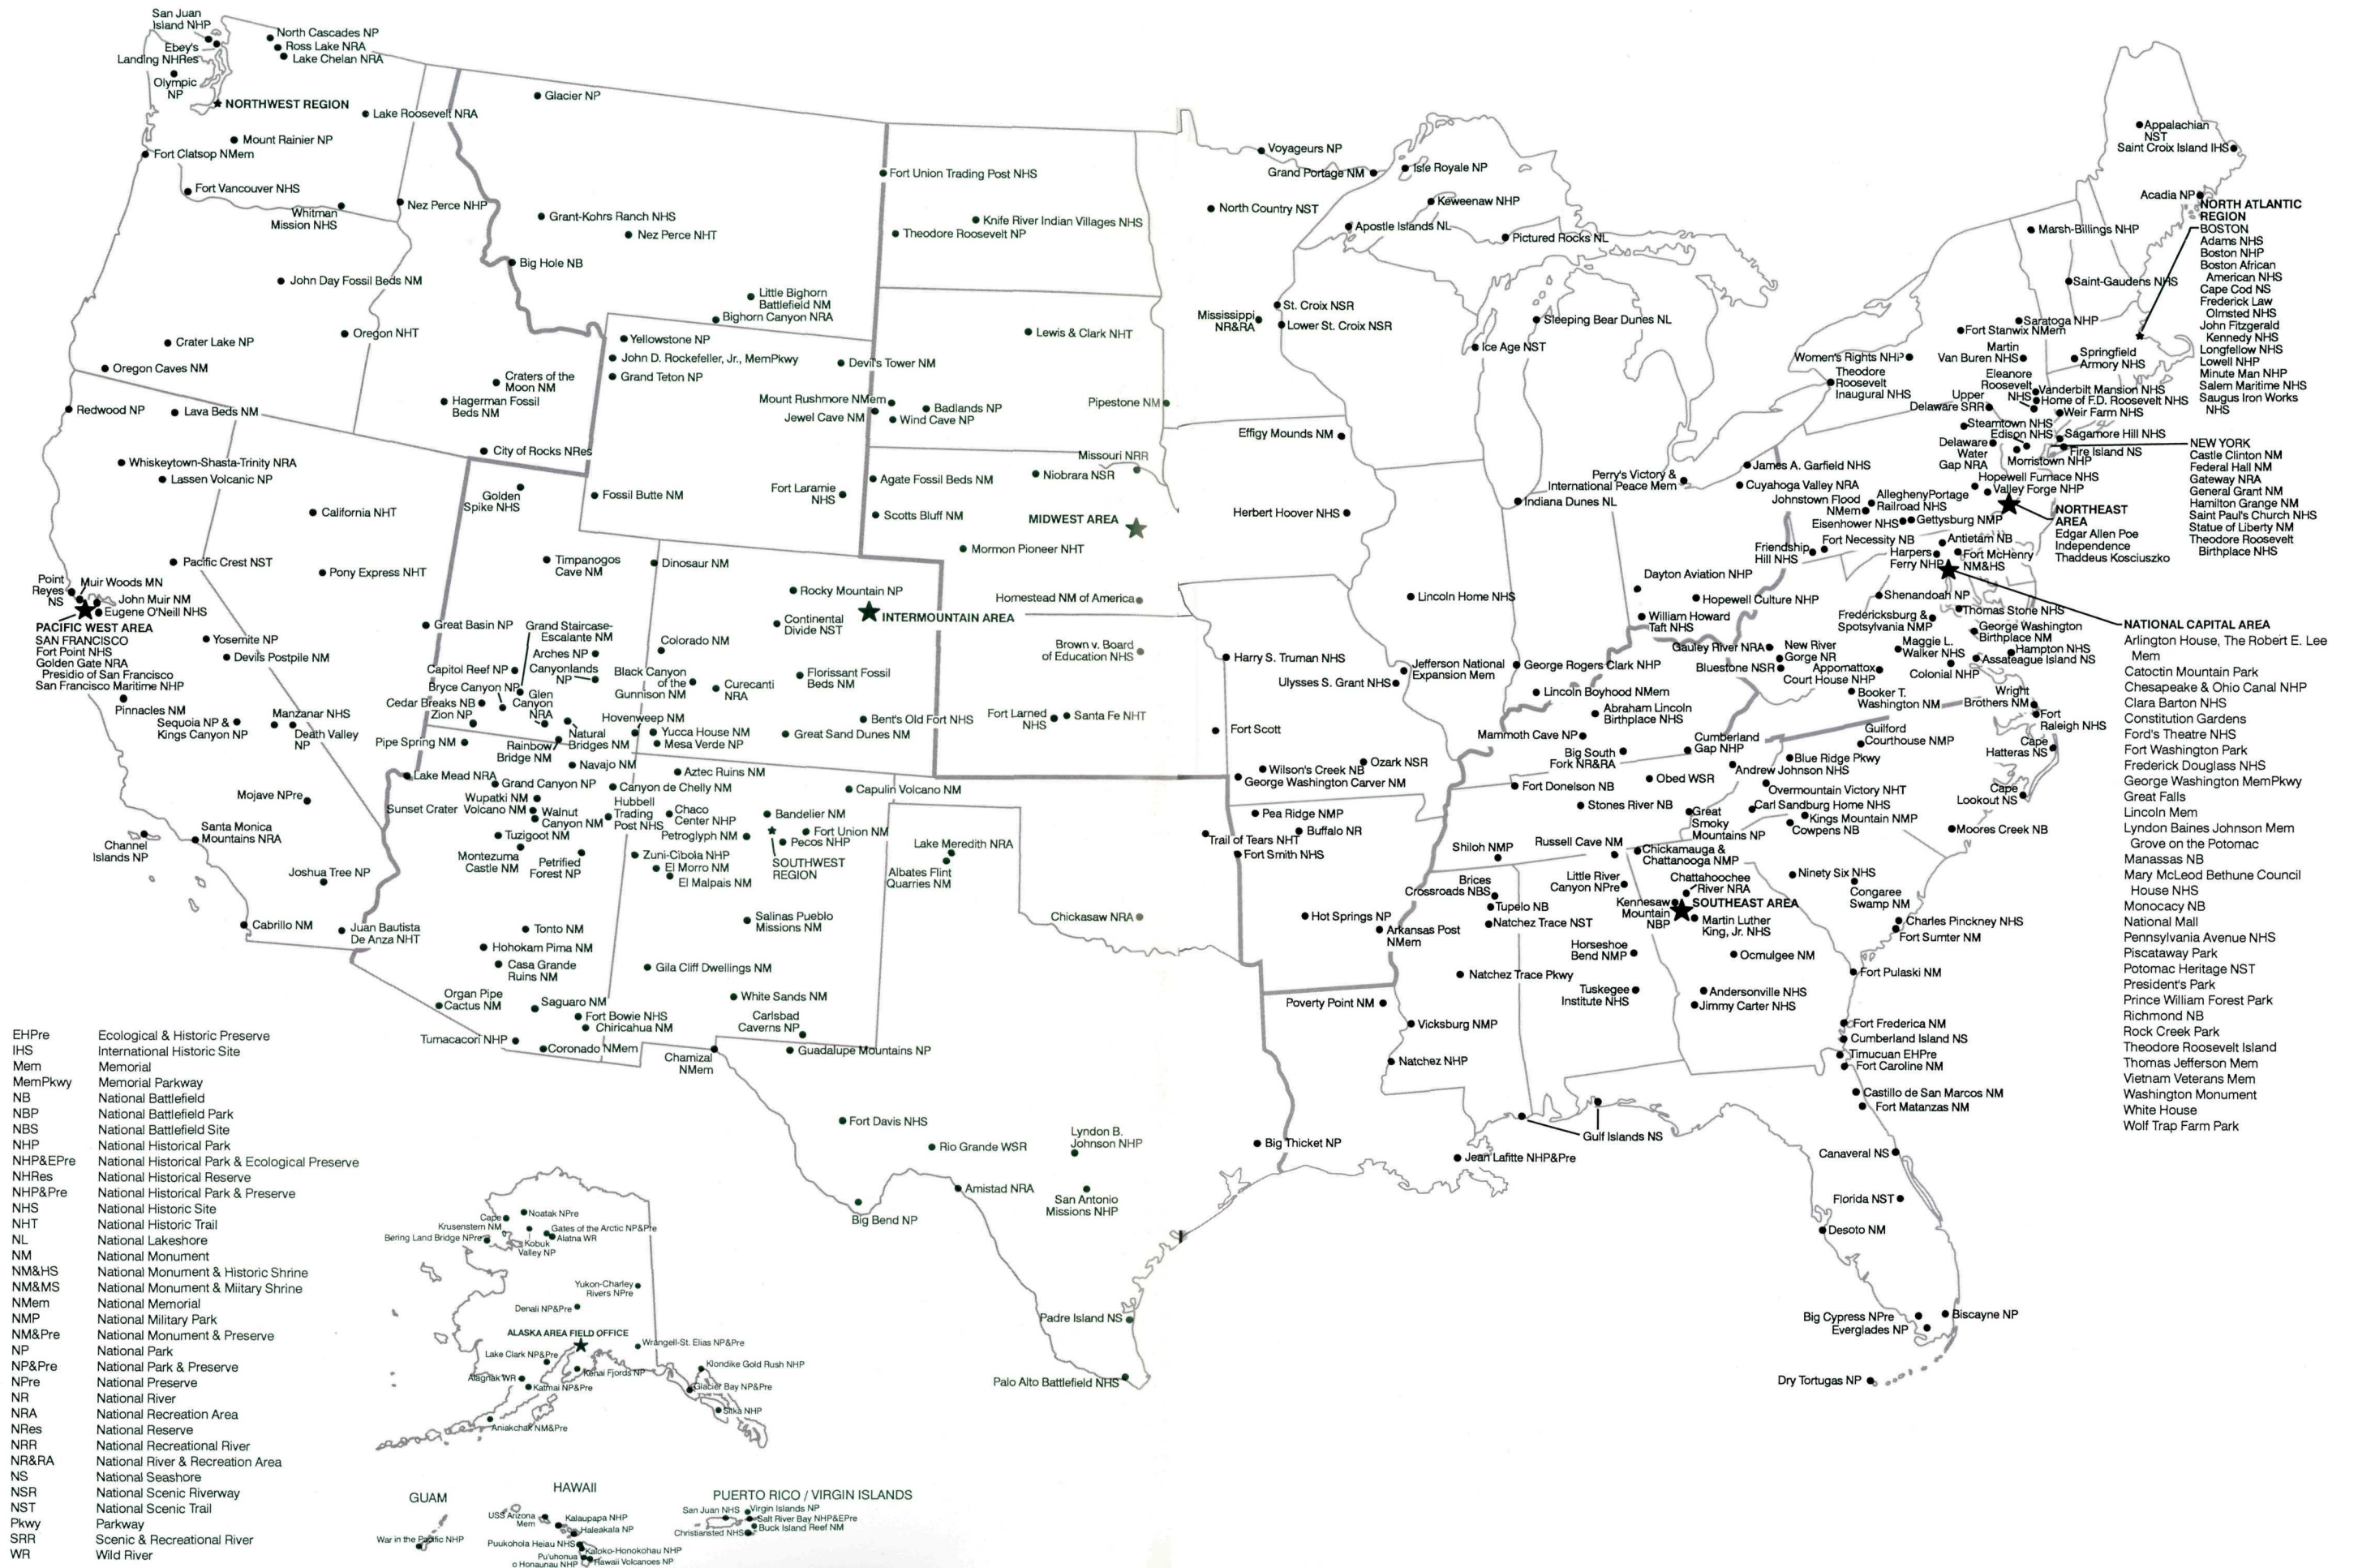 San Juan
Island NHP
Ebey's
Landing NHRes
Olympic
NP
North Cascades NP
Ross Lake NRA
Lake Chelan NRA
NORTHWEST REGION
Lake Roosevelt NRA
Mount Rainier NP
Fort Clatsop NMem
Fort Vancouver NHS
Whitman
Mission NHS
Nez Perce NHP
John Day Fossil Beds NM
Crater Lake NP
Oregon NHT
Oregon Caves NM
Glacier NP
Grant-Kohrs Ranch NHS
Nez Perce NHT
Big Hole NB
Little Bighorn
Battlefield NM
Bighorn Canyon NRA
Yellowstone NP
John D. Rockefeller, Jr., MemPkwy
Grand Teton NP
Devil's Tower NM
Craters of the
Moon NM
Hagerman Fossil
Beds NM
City of Rocks NRes
Fort Union Trading Post NHS
Knife River Indian Villages NHS
Theodore Roosevelt NP
Lewis & Clark NHT
Mount Rushmore NMem
Jewel Cave NM
Badlands NP
Wind Cave NP
Pipestone NM
Missouri NRR
Niobrara NSR
Agate Fossil Beds NM
Scotts Bluff NM
MIDWEST AREA
Mormon Pioneer NHT
Homestead NM of America
Fossil Butte NM
Fort Laramie
NHS
Redwood NP
Lava Beds NM
Whiskeytown-Shasta-Trinity NRA
Lassen Volcanic NP
California NHT
Pacific Crest NST
Pony Express NHT
Point
Reyes
NS
Muir Woods MN
John Muir NM
Eugene O'Neill NHS
PACIFIC WEST AREA
SAN FRANCISCO
Fort Point NHS
Golden Gate NRA
Presidio of San Francisco
San Francisco Maritime NHP
Yosemite NP
Devils Postpile NM
Pinnacles NM
Sequoia NP &
Kings Canyon NP
Manzanar NHS
Death Valley
NP
Mojave NPre
Santa Monica
Mountains NRA
Channel
Islands NP
Joshua Tree NP
Cabrillo NM
Juan Bautista
De Anza NHT
Golden
Spike NHS
Timpanogos
Cave NM
Dinosaur NM
Rocky Mountain NP
INTERMOUNTAIN AREA
Continental
Divide NST
Great Basin NP
Grand Staircase-
Escalante NM
Colorado NM
Arches NP
Capitol Reef NP
Canyonlands
NP
Black Canyon
of the
Gunnison NM
Curecanti
NRA
Florissant Fossil
Beds NM
Bryce Canyon NP
Cedar Breaks NB
Zion NP
Glen
Canyon
NRA
Hovenweep NM
Natural
Bridges NM
Yucca House NM
Mesa Verde NP
Bent's Old Fort NHS
Great Sand Dunes NM
Pipe Spring NM
Rainbow
Bridge NM
Navajo NM
Lake Mead NRA
Grand Canyon NP
Wupatki NM
Sunset Crater Volcano NM
Walnut
Canyon NM
Tuzigoot NM
Montezuma
Castle NM
Petrified
Forest NP
Canyon de Chelly NM
Hubbell
Trading
Post NHS
Aztec Ruins NM
Chaco
Center NHP
Petroglyph NM
Bandelier NM
Fort Union NM
Pecos NHP
SOUTHWEST
REGION
Capulin Volcano NM
Zuni-Cibola NHP
El Morro NM
El Malpais NM
Salinas Pueblo
Missions NM
Tonto NM
Hohokam Pima NM
Casa Grande
Ruins NM
Gila Cliff Dwellings NM
White Sands NM
Organ Pipe
Cactus NM
Saguaro NM
Fort Bowie NHS
Chiricahua NM
Tumacacori NHP
Coronado NMem
Carlsbad
Caverns NP
Chamizal
NMem
Guadalupe Mountains NP
Lake Meredith NRA
Albates Flint
Quarries NM
Chickasaw NRA
Fort Davis NHS
Rio Grande WSR
Lyndon B.
Johnson NHP
Amistad NRA
San Antonio
Missions NHP
Big Bend NP
Padre Island NS
Palo Alto Battlefield NHS
Brown v. Board
of Education NHS
Fort Larned
NHS
Santa Fe NHT
Voyageurs NP
Grand Portage NM
Isle Royale NP
North Country NST
Keweenaw NHP
Apostle Islands NL
Pictured Rocks NL
St. Croix NSR
Mississippi
NR&RA
Lower St. Croix NSR
Sleeping Bear Dunes NL
Ice Age NST
Effigy Mounds NM
Herbert Hoover NHS
Indiana Dunes NL
Perry's Victory &
International Peace Mem
James A. Garfield NHS
Cuyahoga Valley NRA
Lincoln Home NHS
Dayton Aviation NHP
Hopewell Culture NHP
William Howard
Taft NHS
Harry S. Truman NHS
Jefferson National
Expansion Mem
Ulysses S. Grant NHS
George Rogers Clark NHP
Lincoln Boyhood NMem
Abraham Lincoln
Birthplace NHS
Fort Scott
Mammoth Cave NP
Big South
Fork NR&RA
Cumberland
Gap NHP
Wilson's Creek NB
Ozark NSR
George Washington Carver NM
Fort Donelson NB
Obed WSR
Stones River NB
Andrew Johnson NHS
Blue Ridge Pkwy
Guilford
Courthouse NMP
Overmountain Victory NHT
Carl Sandburg Home NHS
Kings Mountain NMP
Cowpens NB
Great
Smoky
Mountains NP
Pea Ridge NMP
Buffalo NR
Trail of Tears NHT
Fort Smith NHS
Hot Springs NP
Arkansas Post
NMem
Shiloh NMP
Russell Cave NM
Chickamauga &
Chattanooga NMP
Brices
Crossroads NBS
Tupelo NB
Natchez Trace NST
Little River
Canyon NPre
Chattahoochee
River NRA
Kennesaw
Mountain
NBP
SOUTHEAST AREA
Martin Luther
King, Jr. NHS
Ninety Six NHS
Congaree
Swamp NM
Moores Creek NB
Charles Pinckney NHS
Fort Sumter NM
Horseshoe
Bend NMP
Ocmulgee NM
Natchez Trace Pkwy
Tuskegee
Institute NHS
Andersonville NHS
Jimmy Carter NHS
Fort Pulaski NM
Poverty Point NM
Vicksburg NMP
Natchez NHP
Fort Frederica NM
Cumberland Island NS
Timucuan EHPre
Fort Caroline NM
Castillo de San Marcos NM
Fort Matanzas NM
Gulf Islands NS
Big Thicket NP
Jean Lafitte NHP&Pre
Canaveral NS
Florida NST
Desoto NM
Big Cypress NPre
Everglades NP
Biscayne NP
Dry Tortugas NP
Appalachian
NST
Saint Croix Island IHS
Acadia NP
Marsh-Billings NHP
Saint-Gaudens NHS
Saratoga NHP
Fort Stanwix NMem
Women's Rights NHP
Martin
Van Buren NHS
Springfield
Armory NHS
Theodore
Roosevelt
Inaugural NHS
Eleanore
Roosevelt
NHS
Vanderbilt Mansion NHS
Home of F.D. Roosevelt NHS
Upper
Delaware SRR
Weir Farm NHS
Steamtown NHS
Edison NHS
Sagamore Hill NHS
Fire Island NS
Delaware
Water
Gap NRA
Morristown NHP
Hopewell Furnace NHS
Valley Forge NHP
Johnstown Flood
NMem
AlleghenyPortage
Railroad NHS
Eisenhower NHS
Gettysburg NMP
Friendship
Hill NHS
Fort Necessity NB
Antietam NB
Harpers
Ferry NHP
Fort McHenry
NM&HS
Shenandoah NP
Thomas Stone NHS
Fredericksburg &
Spotsylvania NMP
George Washington
Birthplace NM
Gauley River NRA
New River
Gorge NR
Bluestone NSR
Maggie L.
Walker NHS
Hampton NHS
Assateague Island NS
Appomattox
Court House NHP
Colonial NHP
Booker T.
Washington NM
Wright
Brothers NM
Fort
Raleigh NHS
Cape
Hatteras NS
Cape
Lookout NS
NORTH ATLANTIC
REGION
BOSTON
Adams NHS
Boston NHP
Boston African
American NHS
Cape Cod NS
Frederick Law
Olmsted NHS
John Fitzgerald
Kennedy NHS
Longfellow NHS
Lowell NHP
Minute Man NHP
Salem Maritime NHS
Saugus Iron Works
NHS
NEW YORK
Castle Clinton NM
Federal Hall NM
Gateway NRA
General Grant NM
Hamilton Grange NM
Saint Paul's Church NHS
Statue of Liberty NM
Theodore Roosevelt
Birthplace NHS
NORTHEAST
AREA
Edgar Allen Poe
Independence
Thaddeus Kosciuszko
NATIONAL CAPITAL AREA
Arlington House, The Robert E. Lee
Mem
Catoctin Mountain Park
Chesapeake & Ohio Canal NHP
Clara Barton NHS
Constitution Gardens
Ford's Theatre NHS
Fort Washington Park
Frederick Douglass NHS
George Washington MemPkwy
Great Falls
Lincoln Mem
Lyndon Baines Johnson Mem
Grove on the Potomac
Manassas NB
Mary McLeod Bethune Council
House NHS
Monocacy NB
National Mall
Pennsylvania Avenue NHS
Piscataway Park
Potomac Heritage NST
President's Park
Prince William Forest Park
Richmond NB
Rock Creek Park
Theodore Roosevelt Island
Thomas Jefferson Mem
Vietnam Veterans Mem
Washington Monument
White House
Wolf Trap Farm Park
EHPre Ecological & Historic Preserve
IHS International Historic Site
Mem Memorial
MemPkwy Memorial Parkway
NB National Battlefield
NBP National Battlefield Park
NBS National Battlefield Site
NHP National Historical Park
NHP&EPre National Historical Park & Ecological Preserve
NHRes National Historical Reserve
NHP&Pre National Historical Park & Preserve
NHS National Historic Site
NHT National Historic Trail
NL National Lakeshore
NM National Monument
NM&HS National Monument & Historic Shrine
NM&MS National Monument & Miitary Shrine
NMem National Memorial
NMP National Military Park
NM&Pre National Monument & Preserve
NP National Park
NP&Pre National Park & Preserve
NPre National Preserve
NR National River
NRA National Recreation Area
NRes National Reserve
NRR National Recreational River
NR&RA National River & Recreation Area
NS National Seashore
NSR National Scenic Riverway
NST National Scenic Trail
Pkwy Parkway
SRR Scenic & Recreational River
WR Wild River
Cape
Krusenstern NM
Noatak NPre
Bering Land Bridge NPre
Kobuk
Valley NP
Gates of the Arctic NP&Pre
Alatna WR
Yukon-Charley
Rivers NPre
Denali NP&Pre
ALASKA AREA FIELD OFFICE
Wrangell-St. Elias NP&Pre
Lake Clark NP&Pre
Kenai Fjords NP
Klondike Gold Rush NHP
Alagnak WR
Katmai NP&Pre
Glacier Bay NP&Pre
Sitka NHP
Aniakchak NM&Pre
GUAM
War in the Pacific NHP
HAWAII
USS Arizona
Mem
Kalaupapa NHP
Haleakala NP
Puukohola Heiau NHS
Kaloko-Honokohau NHP
Pu'uhonua
o Honaunau NHP
Hawaii Volcanoes NP
PUERTO RICO / VIRGIN ISLANDS
San Juan NHS
Virgin Islands NP
Salt River Bay NHP&EPre
Buck Island Reef NM
Christiansted NHS